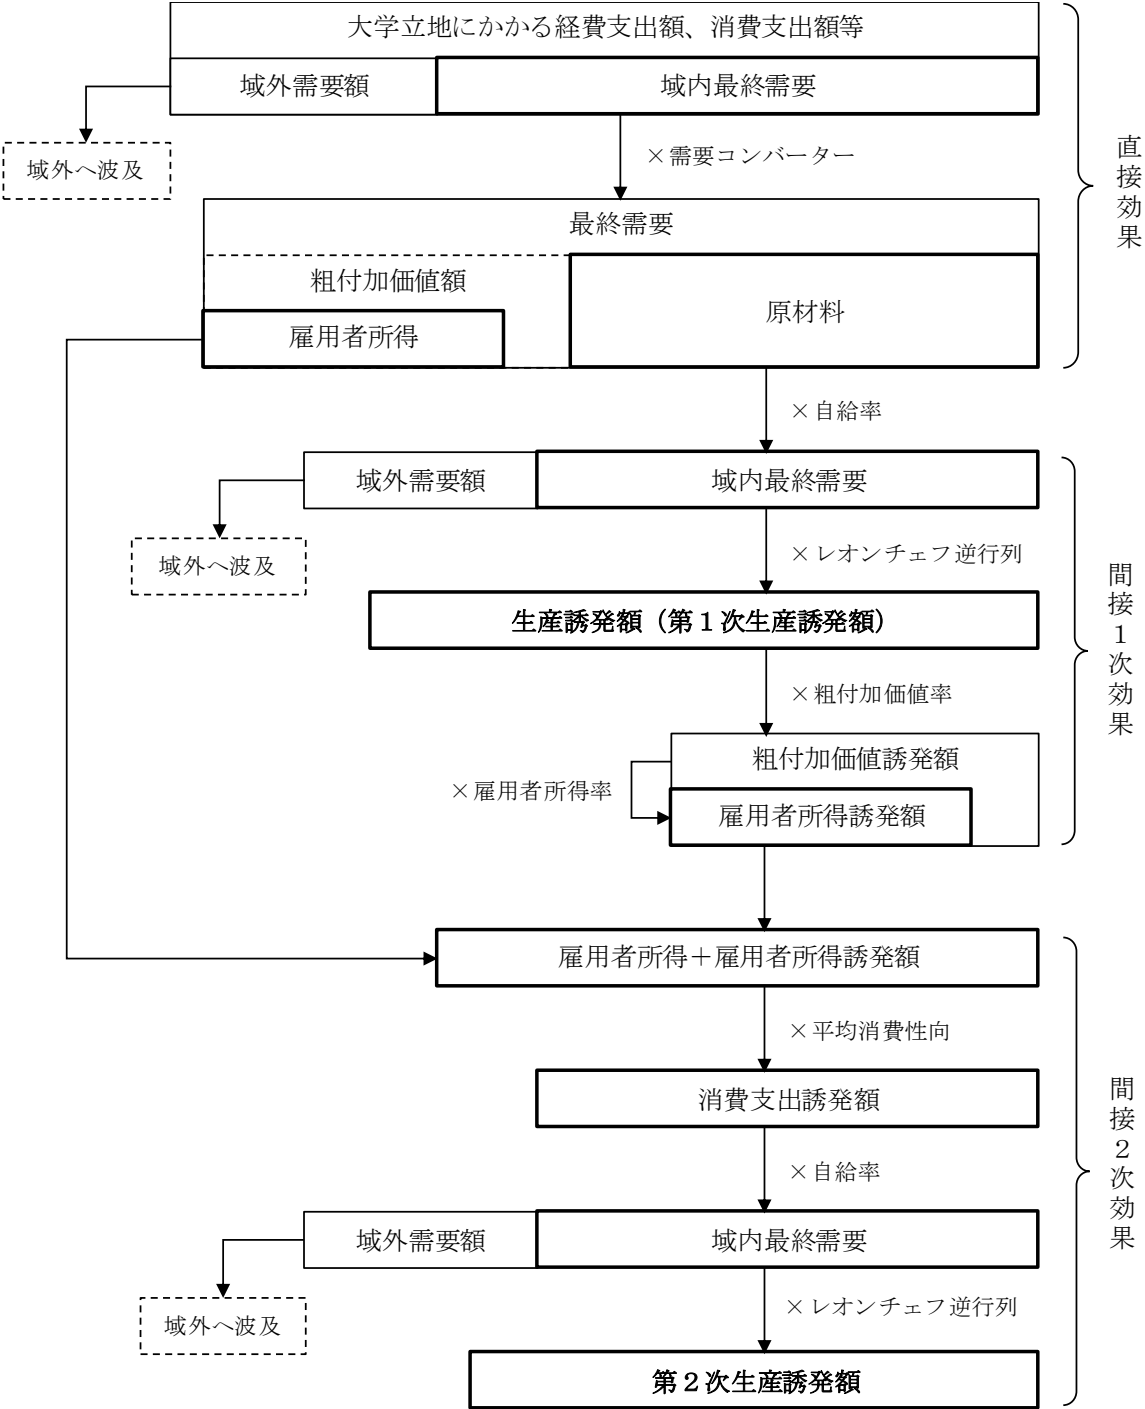 大学立地にかかる経費支出額、消費支出額等
域外需要額
域内最終需要
域外へ波及
×需要コンバーター
直接効果
最終需要
粗付加価値額
原材料
雇用者所得
×自給率
域外需要額
域内最終需要
域外へ波及
×レオンチェフ逆行列
生産誘発額（第１次生産誘発額）
間接１次効果
×粗付加価値率
粗付加価値誘発額
×雇用者所得率
雇用者所得誘発額
雇用者所得＋雇用者所得誘発額
×平均消費性向
消費支出誘発額
間接２次効果
×自給率
域外需要額
域内最終需要
域外へ波及
×レオンチェフ逆行列
第２次生産誘発額